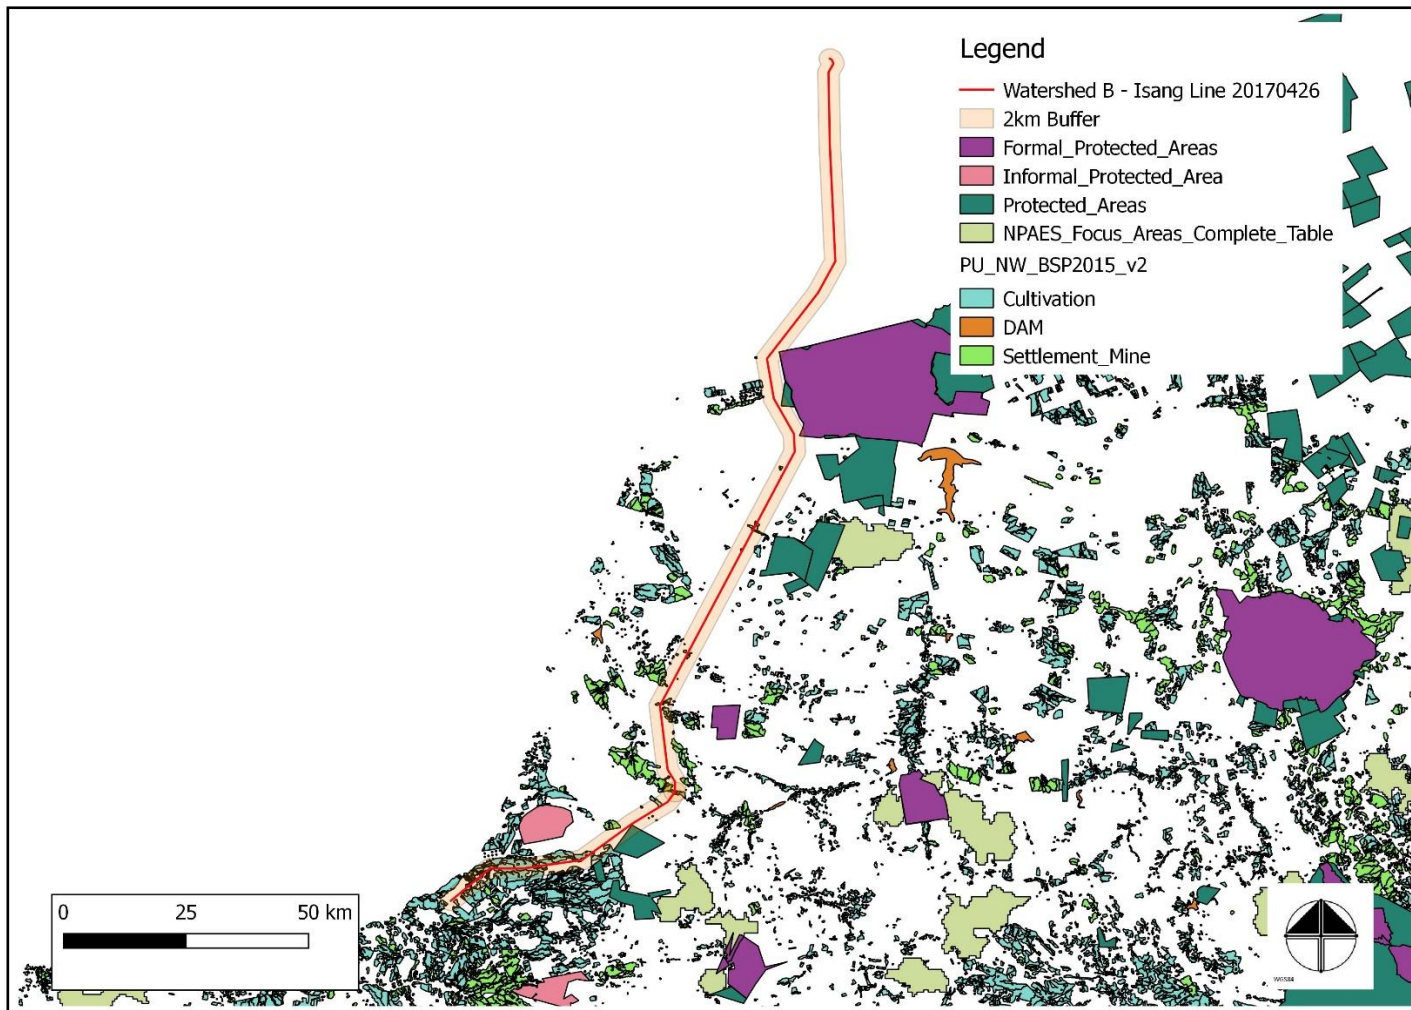 Legend
Watershed B - Isang Line 20170426
2km Buffer
Formal_Protected_Areas
Informal_Protected_Area
Protected_Areas
NPAES_Focus_Areas_Complete_Table
PU_NW_BSP2015_v2
Cultivation
DAM
Settlement_Mine
0 25 50 km
WGS84